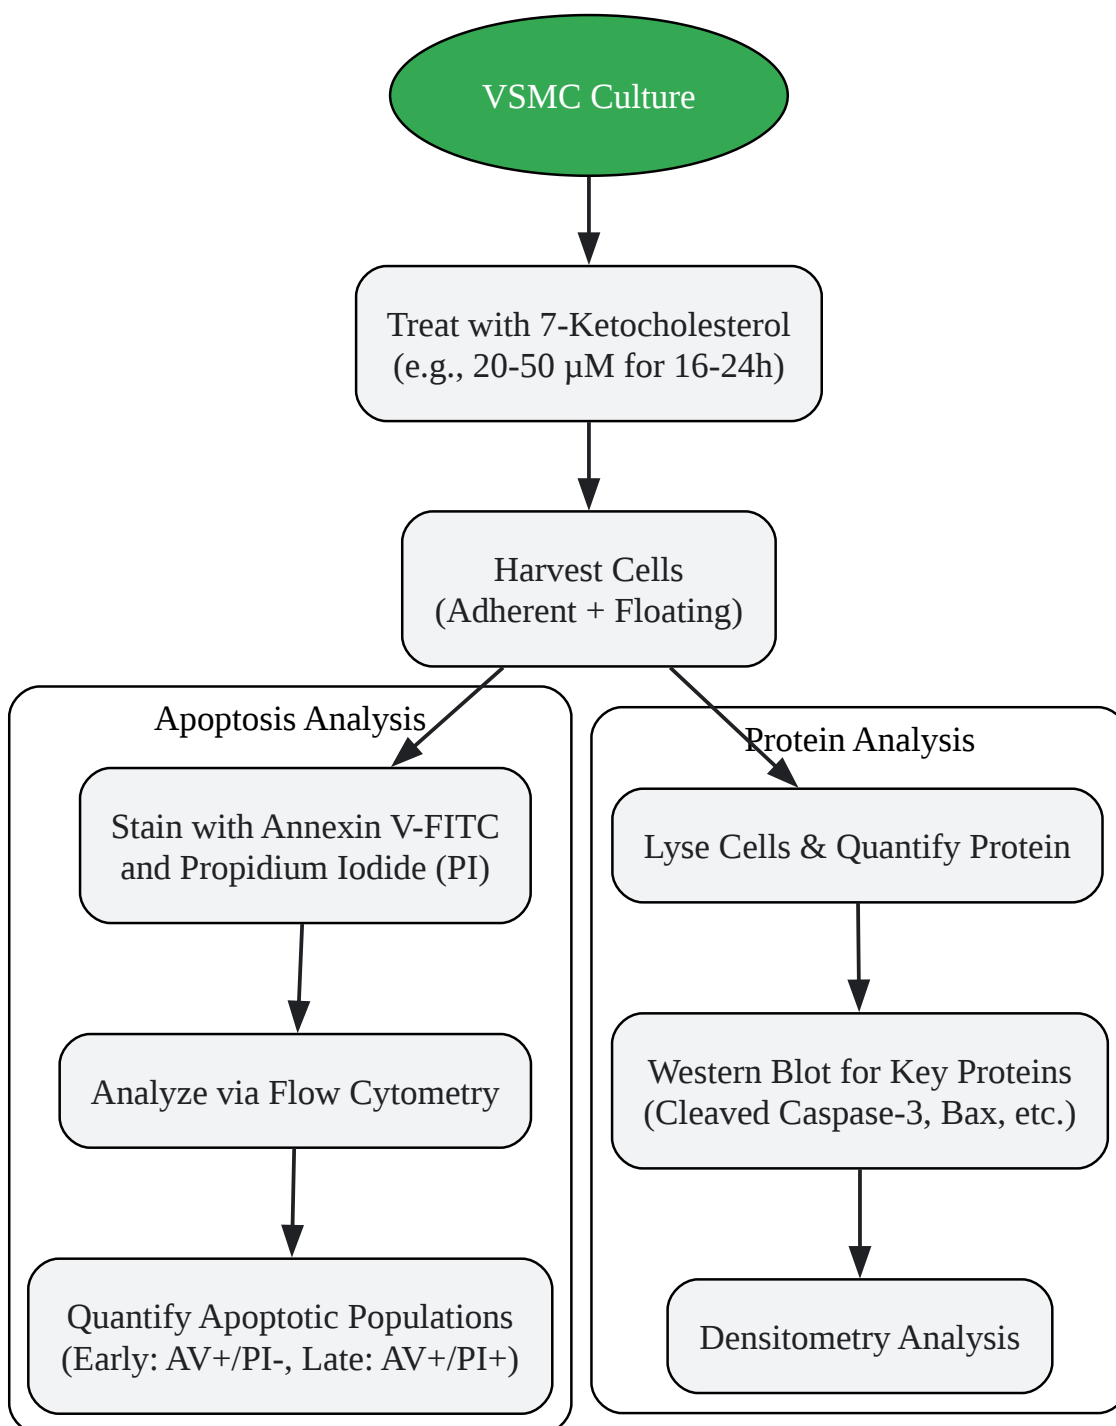 VSMC Culture
Treat with 7-Ketocholesterol
(e.g., 20-50 µM for 16-24h)
Harvest Cells
(Adherent + Floating)
Apoptosis Analysis
Stain with Annexin V-FITC
and Propidium Iodide (PI)
Analyze via Flow Cytometry
Quantify Apoptotic Populations
(Early: AV+/PI-, Late: AV+/PI+)
Protein Analysis
Lyse Cells & Quantify Protein
Western Blot for Key Proteins
(Cleaved Caspase-3, Bax, etc.)
Densitometry Analysis